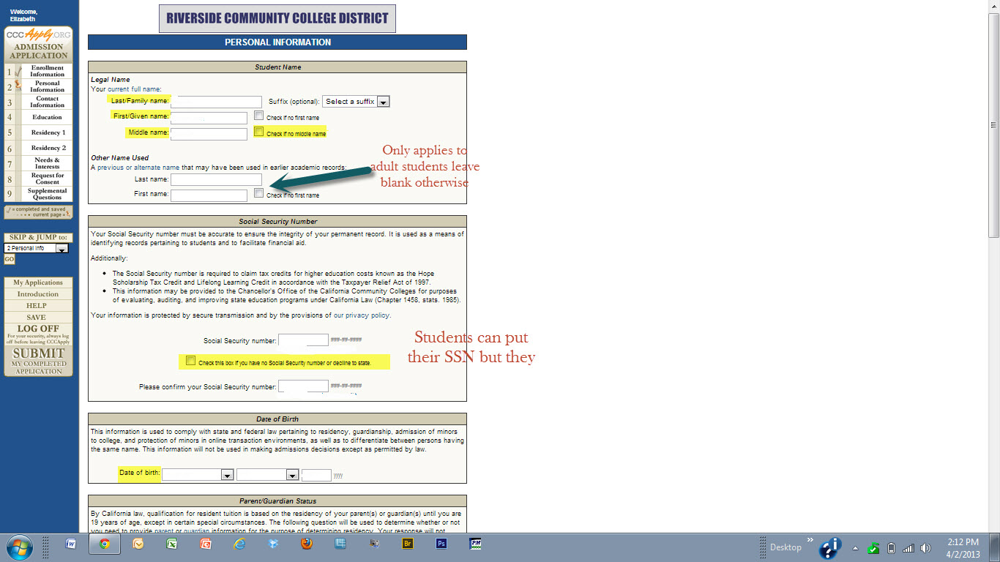 Welcome,
Elizabeth
CCCApply.ORG
ADMISSION
APPLICATION
1 Enrollment
Information
2 Personal
Information
3 Contact
Information
4 Education
5 Residency 1
6 Residency 2
7 Needs &
Interests
8 Request for
Consent
9 Supplemental
Questions
= completed and saved
current page =
SKIP & JUMP to:
2 Personal Info
GO
My Applications
Introduction
HELP
SAVE
LOG OFF
For your security, always log
off before leaving CCCApply
SUBMIT
MY COMPLETED
APPLICATION
RIVERSIDE COMMUNITY COLLEGE DISTRICT
PERSONAL INFORMATION
Student Name
Legal Name
Your current full name:
Last/Family name: Suffix (optional): Select a suffix
First/Given name: Check if no first name
Middle name: Check if no middle name
Other Name Used
A previous or alternate name that may have been used in earlier academic records:
Last name:
First name: Check if no first name
Only applies to
adult students leave
blank otherwise
Social Security Number
Your Social Security number must be accurate to ensure the integrity of your permanent record. It is used as a means of
identifying records pertaining to students and to facilitate financial aid.
Additionally:
• The Social Security number is required to claim tax credits for higher education costs known as the Hope
Scholarship Tax Credit and Lifelong Learning Credit in accordance with the Taxpayer Relief Act of 1997.
• This information may be provided to the Chancellor's Office of the California Community Colleges for purposes
of evaluating, auditing, and improving state education programs under California Law (Chapter 1458, stats. 1985).
Your information is protected by secure transmission and by the provisions of our privacy policy.
Social Security number: ###-##-####
Check this box if you have no Social Security number or decline to state.
Please confirm your Social Security number: ###-##-####
Students can put
their SSN but they
Date of Birth
This information is used to comply with state and federal law pertaining to residency, guardianship, admission of minors
to college, and protection of minors in online transaction environments, as well as to differentiate between persons having
the same name. This information will not be used in making admissions decisions except as permitted by law.
Date of birth: yyyy
Parent/Guardian Status
By California law, qualification for resident tuition is based on the residency of your parent(s) or guardian(s) until you are
19 years of age, except in certain special circumstances. The following question will be used to determine whether or not
you need to provide parent or guardian information for the purpose of determining residency. Your response will not
Br
Ps
PM
Desktop
2:12 PM
4/2/2013